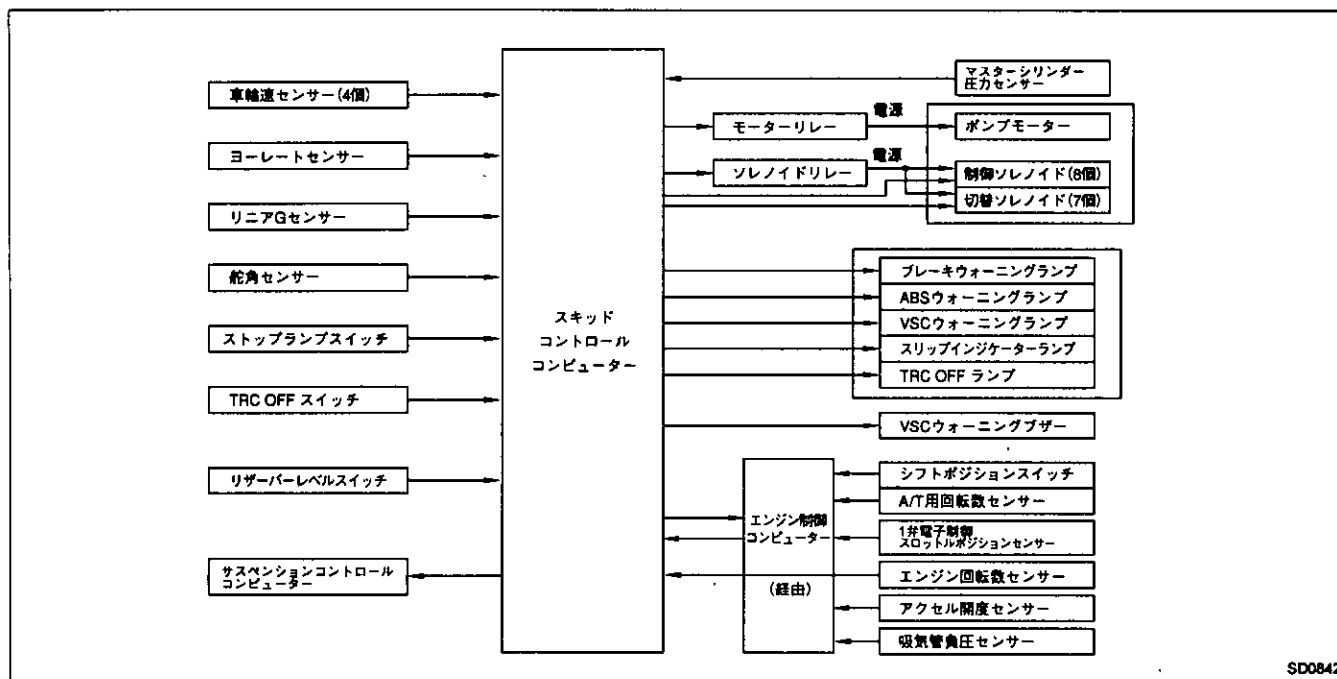 車輪速センサー(4個)
ヨーレートセンサー
リニアGセンサー
舵角センサー
ストップランプスイッチ
TRC OFF スイッチ
リザーバーレベルスイッチ
サスペンションコントロール
コンピューター
スキッド
コントロール
コンピューター
マスターシリンダー
圧力センサー
電源
モーターリレー
ポンプモーター
電源
ソレノイドリレー
制御ソレノイド(8個)
切替ソレノイド(7個)
ブレーキウォーニングランプ
ABSウォーニングランプ
VSCウォーニングランプ
スリップインジケーターランプ
TRC OFF ランプ
VSCウォーニングブザー
エンジン制御
コンピューター
(経由)
シフトポジションスイッチ
A/T用回転数センサー
1弁電子制御
スロットルポジションセンサー
エンジン回転数センサー
アクセル開度センサー
吸気管負圧センサー
SD0842